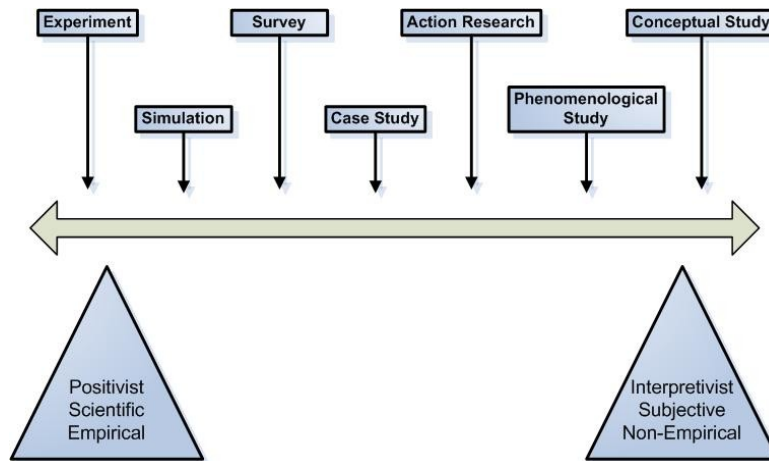 Experiment
Survey
Action Research
Conceptual Study
Simulation
Case Study
Phenomenological
Study
Positivist
Scientific
Empirical
Interpretivist
Subjective
Non-Empirical